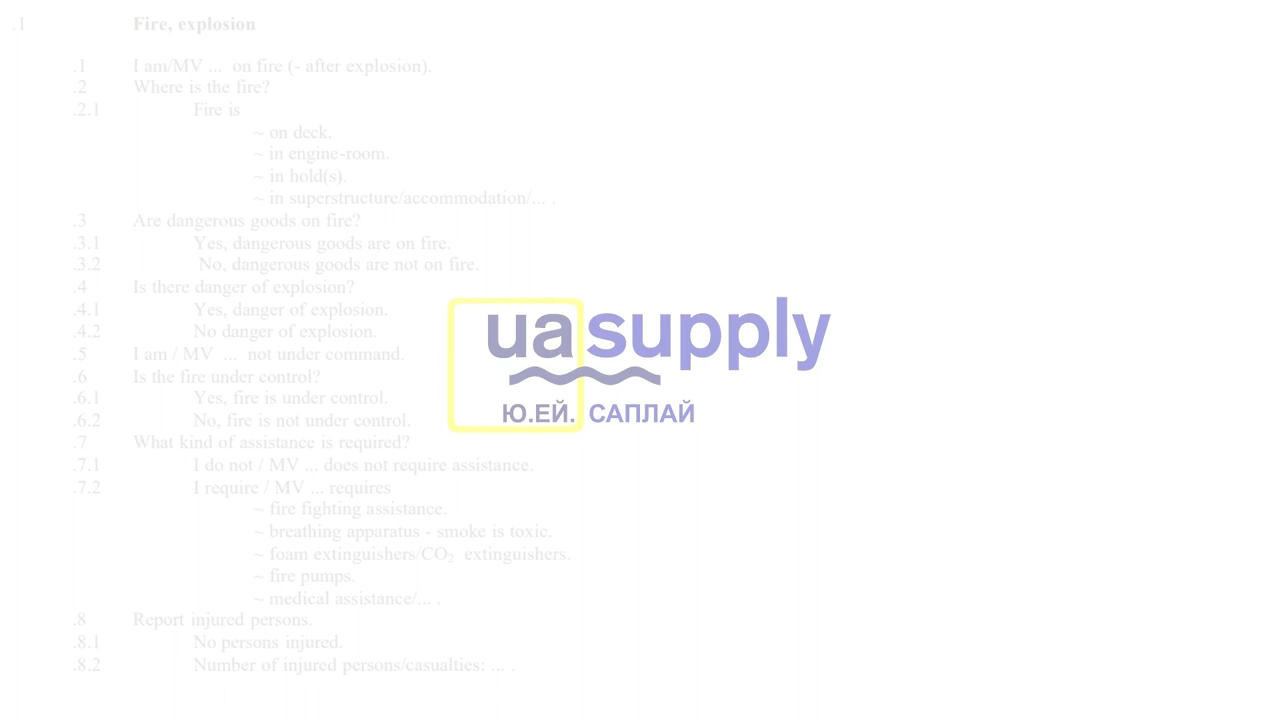 .1 Fire, explosion
.1 I am/MV ... on fire (- after explosion).
.2 Where is the fire?
.2.1 Fire is
~ on deck.
~ in engine-room.
~ in hold(s).
~ in superstructure/accommodation/... .
.3 Are dangerous goods on fire?
.3.1 Yes, dangerous goods are on fire.
.3.2 No, dangerous goods are not on fire.
.4 Is there danger of explosion?
.4.1 Yes, danger of explosion.
.4.2 No danger of explosion.
.5 I am / MV ... not under command.
.6 Is the fire under control?
.6.1 Yes, fire is under control.
.6.2 No, fire is not under control.
.7 What kind of assistance is required?
.7.1 I do not / MV ... does not require assistance.
.7.2 I require / MV ... requires
~ fire fighting assistance.
~ breathing apparatus - smoke is toxic.
~ foam extinguishers/CO₂ extinguishers.
~ fire pumps.
~ medical assistance/... .
.8 Report injured persons.
.8.1 No persons injured.
.8.2 Number of injured persons/casualties: ... .
uasupply
Ю.ЕЙ. САПЛАЙ